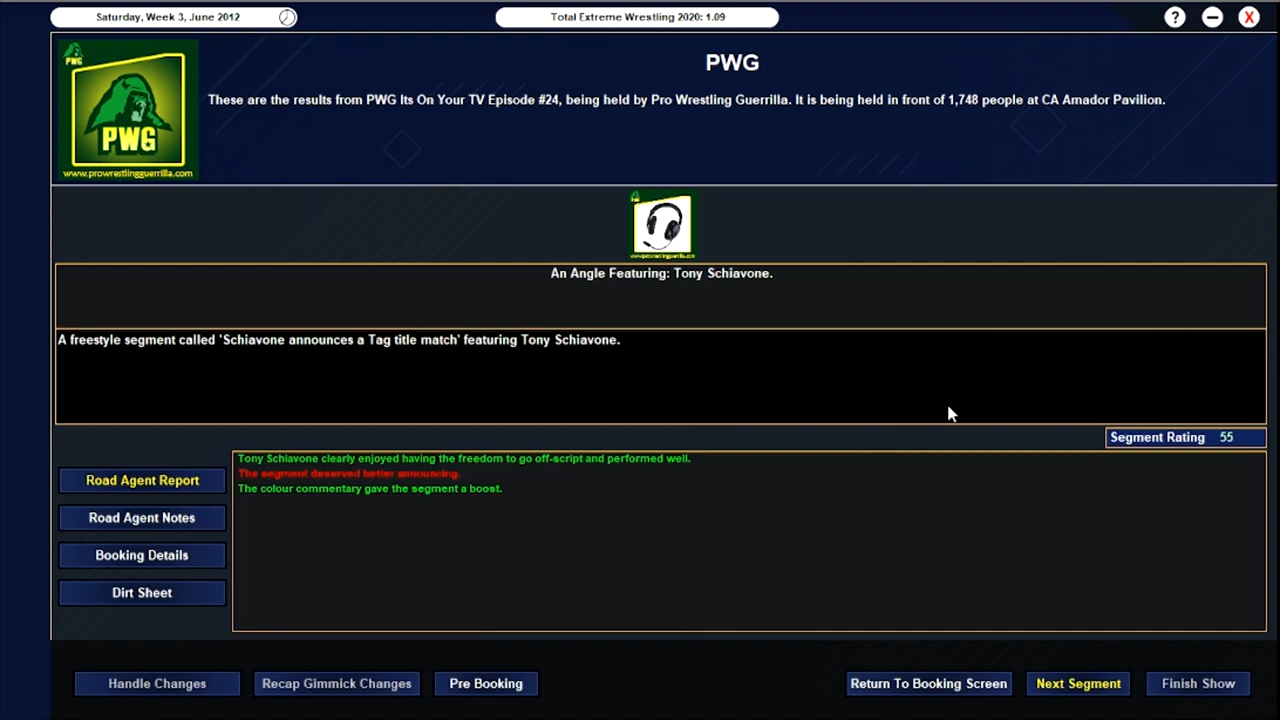 Saturday, Week 3, June 2012
Total Extreme Wrestling 2020: 1.09
?
X
PWG
PWG
PWG
www.prowrestlingguerrilla.com
These are the results from PWG Its On Your TV Episode #24, being held by Pro Wrestling Guerrilla. It is being held in front of 1,748 people at CA Amador Pavilion.
An Angle Featuring: Tony Schiavone.
A freestyle segment called 'Schiavone announces a Tag title match' featuring Tony Schiavone.
Segment Rating 55
Road Agent Report
Road Agent Notes
Booking Details
Dirt Sheet
Tony Schiavone clearly enjoyed having the freedom to go off-script and performed well.
The segment deserved better announcing.
The colour commentary gave the segment a boost.
Handle Changes
Recap Gimmick Changes
Pre Booking
Return To Booking Screen
Next Segment
Finish Show